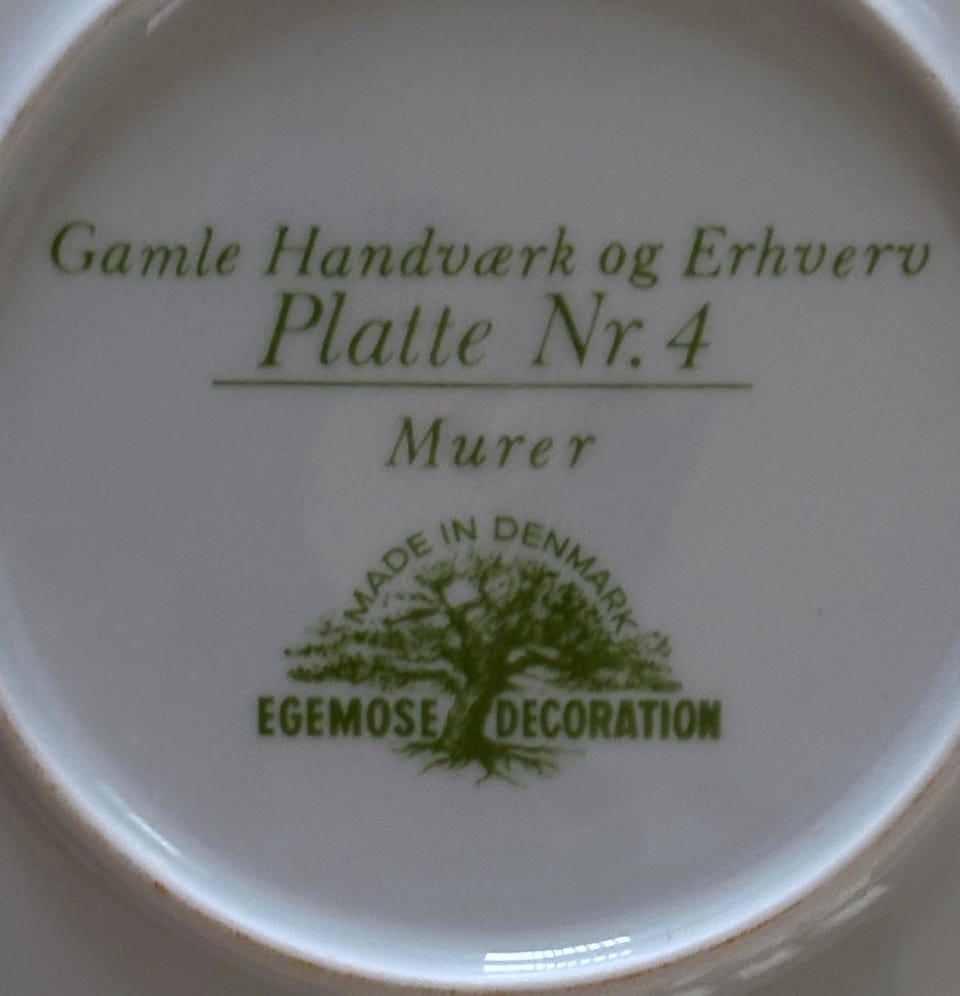 Gamle Handværk og Erhverv
Platte Nr. 4
Murer
MADE IN DENMARK
EGEMOSE DECORATION